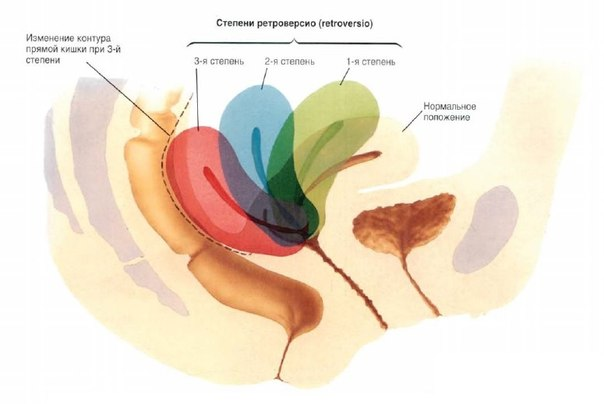 Степени ретроверсио (retroversio)
Изменение контура
прямой кишки при 3-й
степени
3-я степень
2-я степень
1-я степень
Нормальное
положение